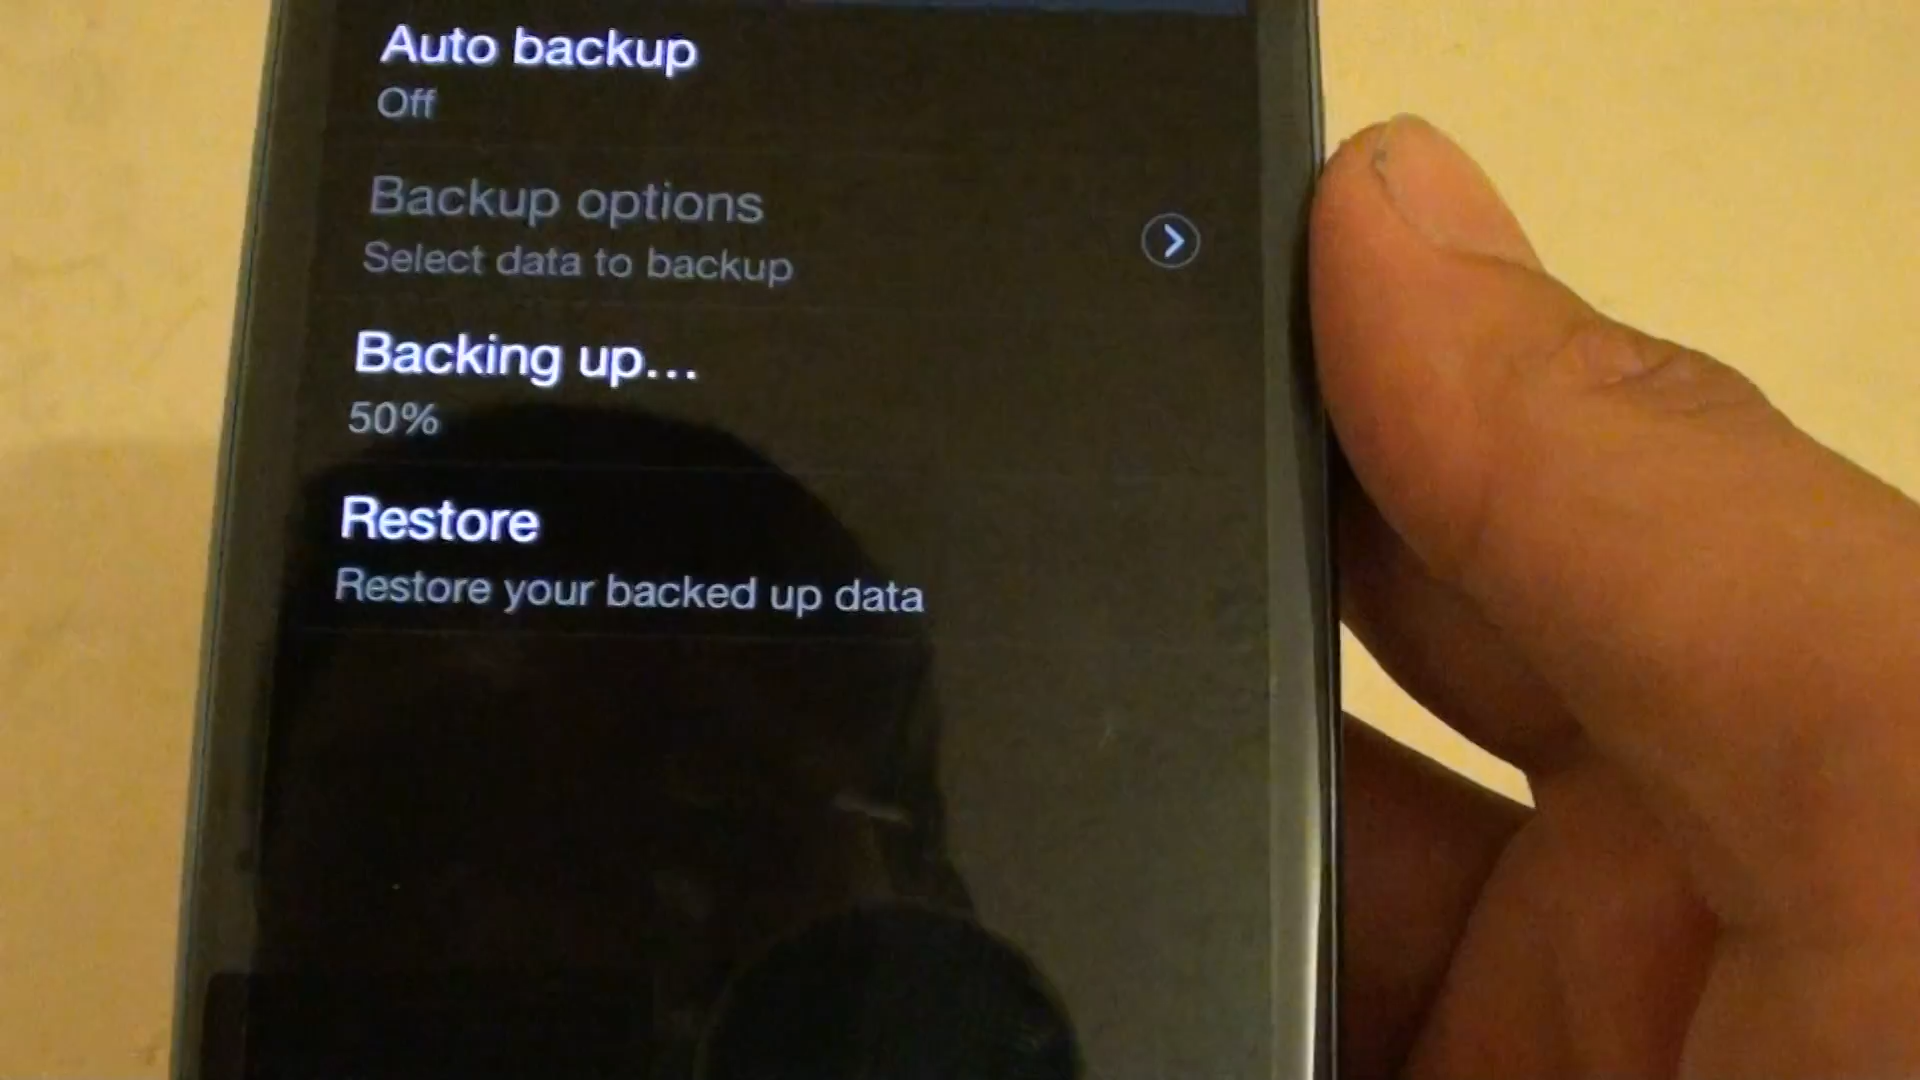 Auto backup
Off
Backup options
Select data to backup
Backing up...
50%
Restore
Restore your backed up data